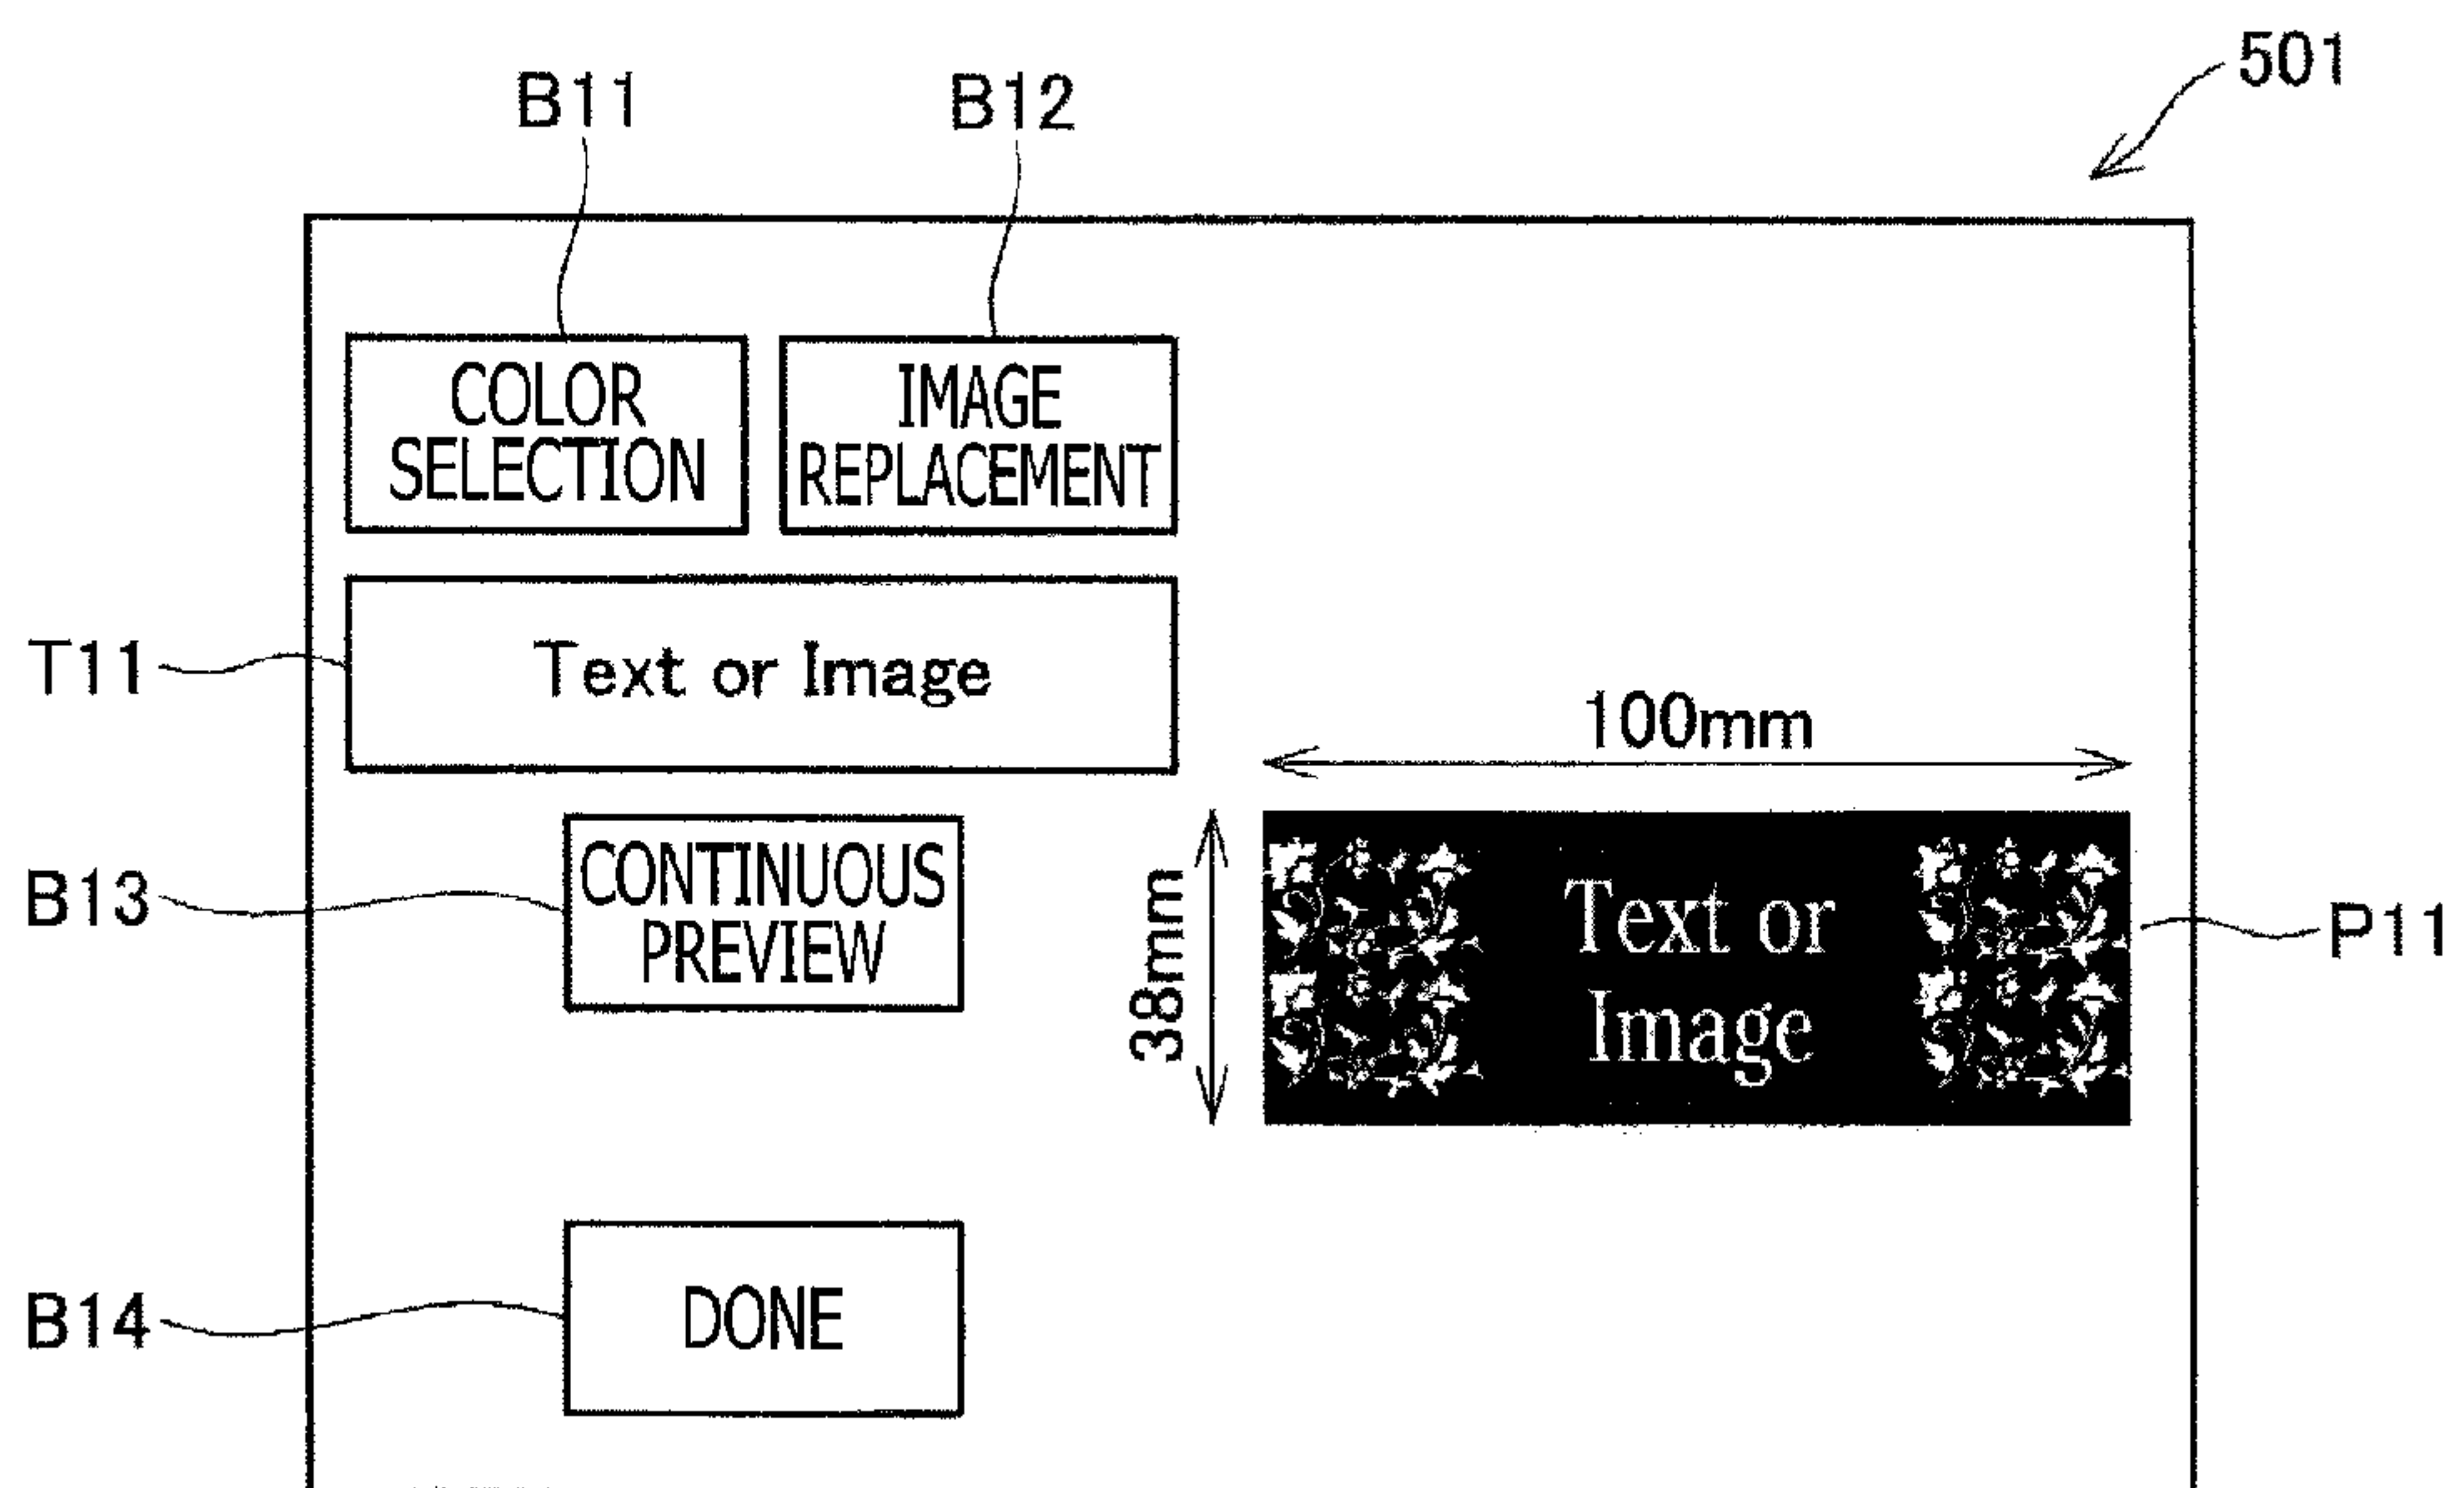 501
B11
B12
COLOR
SELECTION
IMAGE
REPLACEMENT
T11
Text or Image
100mm
B13
CONTINUOUS
PREVIEW
38mm
Text or
Image
P11
B14
DONE